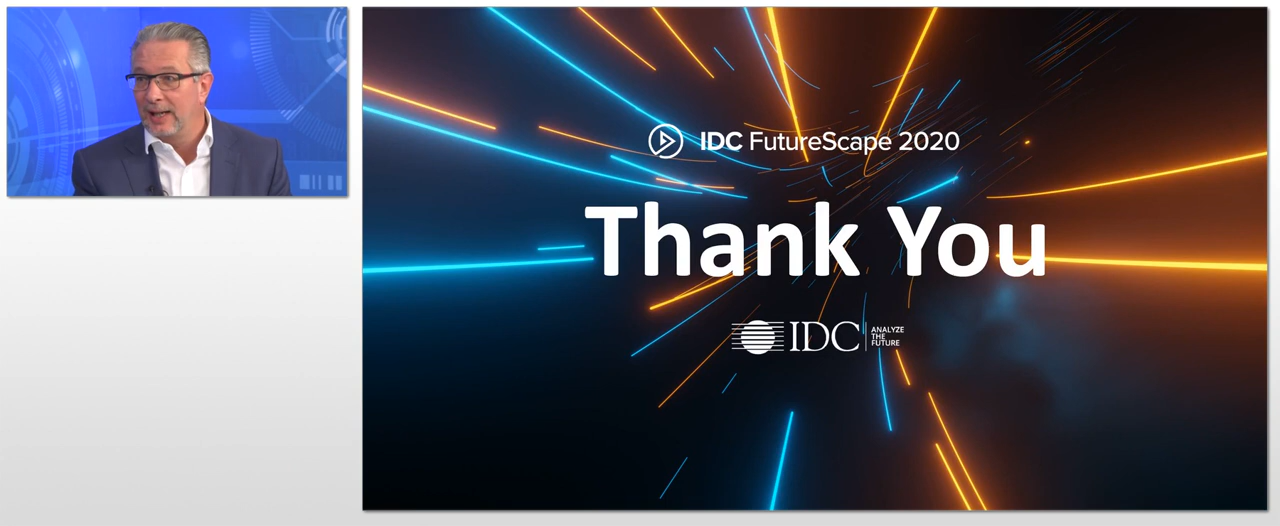 IDC FutureScape 2020
Thank You
IDC
ANALYZE
THE
FUTURE